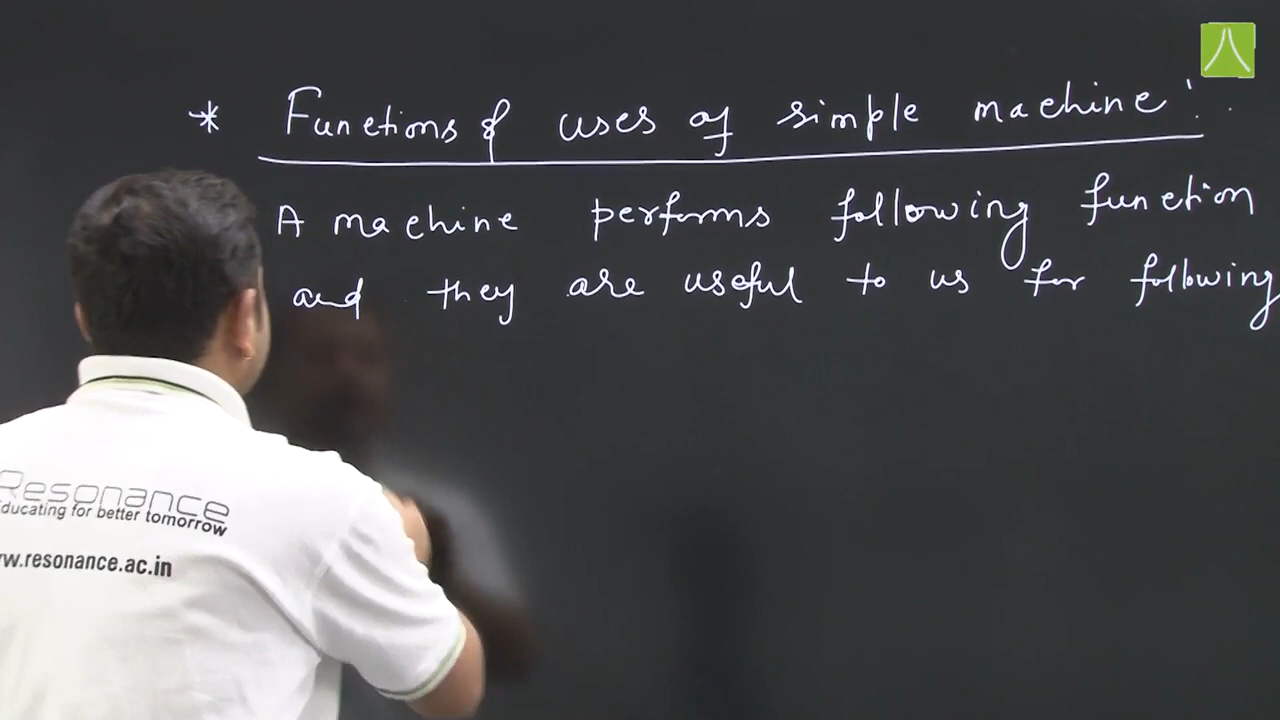 * Functions & uses of simple machine :
A machine performs following function
and they are useful to us for following
Resonance
Educating for better tomorrow
www.resonance.ac.in